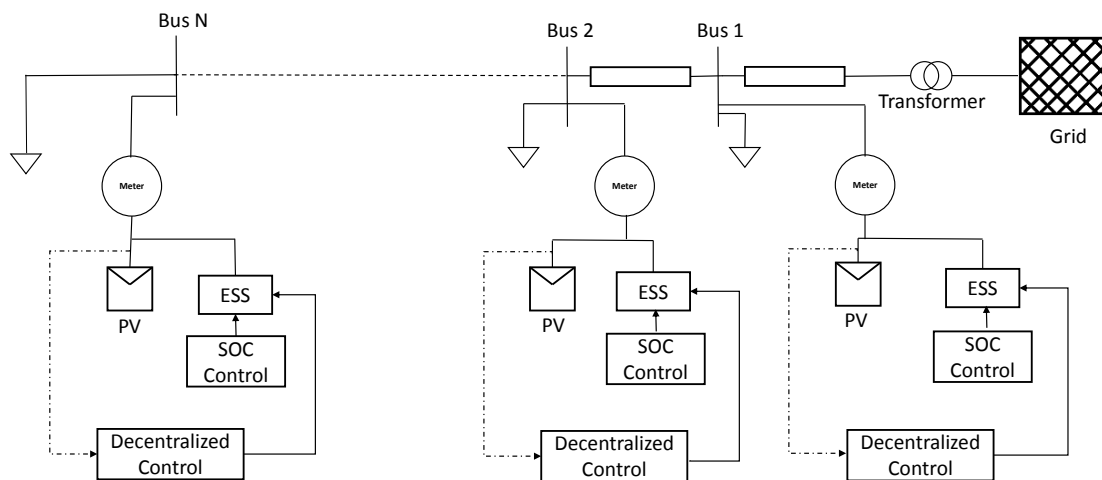 Bus N
Bus 2
Bus 1
Transformer
Grid
Meter
Meter
Meter
PV
ESS
SOC
Control
Decentralized
Control
PV
ESS
SOC
Control
Decentralized
Control
PV
ESS
SOC
Control
Decentralized
Control